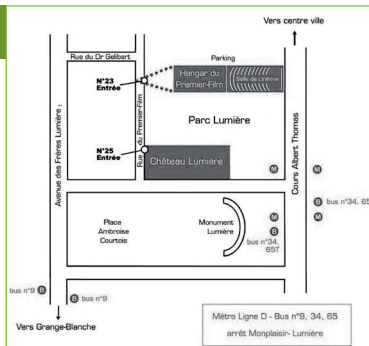 Vers centre ville
Rue du Dr Gelibert
Parking
N°23
Entrée
Hangar du
Premier-Film
Salle de cinéma
Rue du Premier-Film
Parc Lumière
N°25
Entrée
Château Lumière
Avenue des Frères Lumière
Cours Albert Thomas
M
M
B
bus n°34, 65
M
M
B
bus n°34,
65T
Place
Ambroise
Courtois
Monument
Lumière
bus n°9
B
B
bus n°9
Vers Grange-Blanche
Métro Ligne D - Bus n°9, 34, 65
arrêt Monplaisir- Lumière